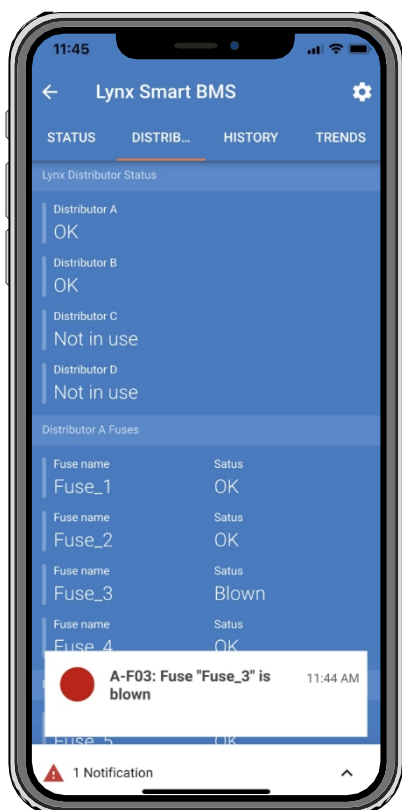 11:45
Lynx Smart BMS
STATUS DISTRIB... HISTORY TRENDS
Lynx Distributor Status
Distributor A
OK
Distributor B
OK
Distributor C
Not in use
Distributor D
Not in use
Distributor A Fuses
Fuse name Satus
Fuse_1 OK
Fuse name Satus
Fuse_2 OK
Fuse name Satus
Fuse_3 Blown
Fuse name Satus
Fuse_4 OK
A-F03: Fuse "Fuse_3" is 11:44 AM
blown
Fuse_5 OK
1 Notification